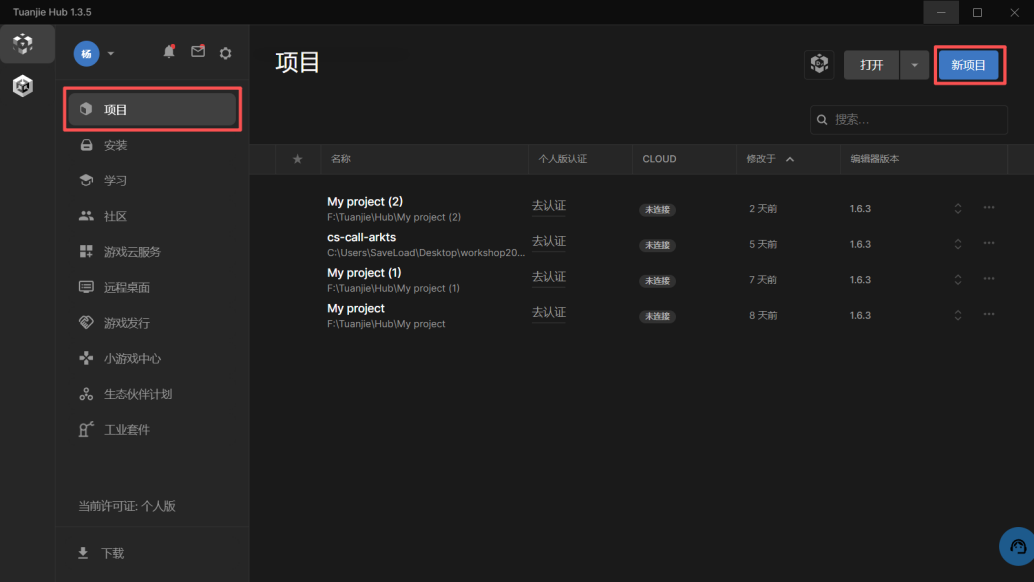 Tuanjie Hub 1.3.5
杨
项目
安装
学习
社区
游戏云服务
远程桌面
游戏发行
小游戏中心
生态伙伴计划
工业套件
当前许可证: 个人版
下载
项目
打开
新项目
搜索...
名称 个人版认证 CLOUD 修改于 编辑器版本
My project (2)
F:\Tuanjie\Hub\My project (2)
去认证 未连接 2 天前 1.6.3
cs-call-arkts
C:\Users\SaveLoad\Desktop\workshop20...
去认证 未连接 5 天前 1.6.3
My project (1)
F:\Tuanjie\Hub\My project (1)
去认证 未连接 7 天前 1.6.3
My project
F:\Tuanjie\Hub\My project
去认证 未连接 8 天前 1.6.3